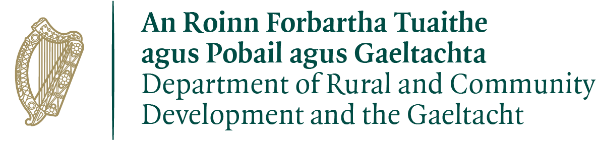 An Roinn Forbartha Tuaithe
agus Pobail agus Gaeltachta
Department of Rural and Community
Development and the Gaeltacht